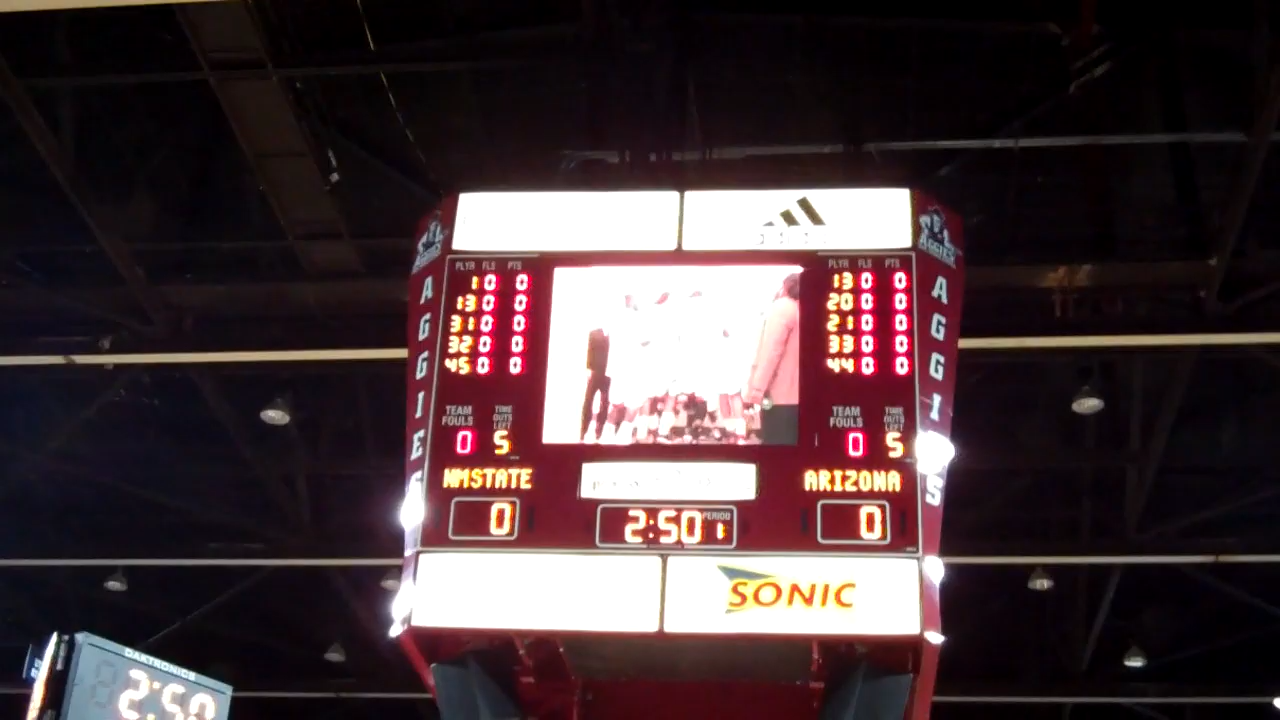 AGGIES
AGGIES
PLYR FLS PTS
1 0 0
13 0 0
31 0 0
32 0 0
45 0 0
TEAM FOULS
0
TIME OUTS LEFT
5
NMSTATE
0
PLYR FLS PTS
13 0 0
20 0 0
21 0 0
33 0 0
44 0 0
TEAM FOULS
0
TIME OUTS LEFT
5
ARIZONA
0
2:50 PERIOD 1
AGGIES
AGGIES
SONIC
DAKTRONICS
2:50